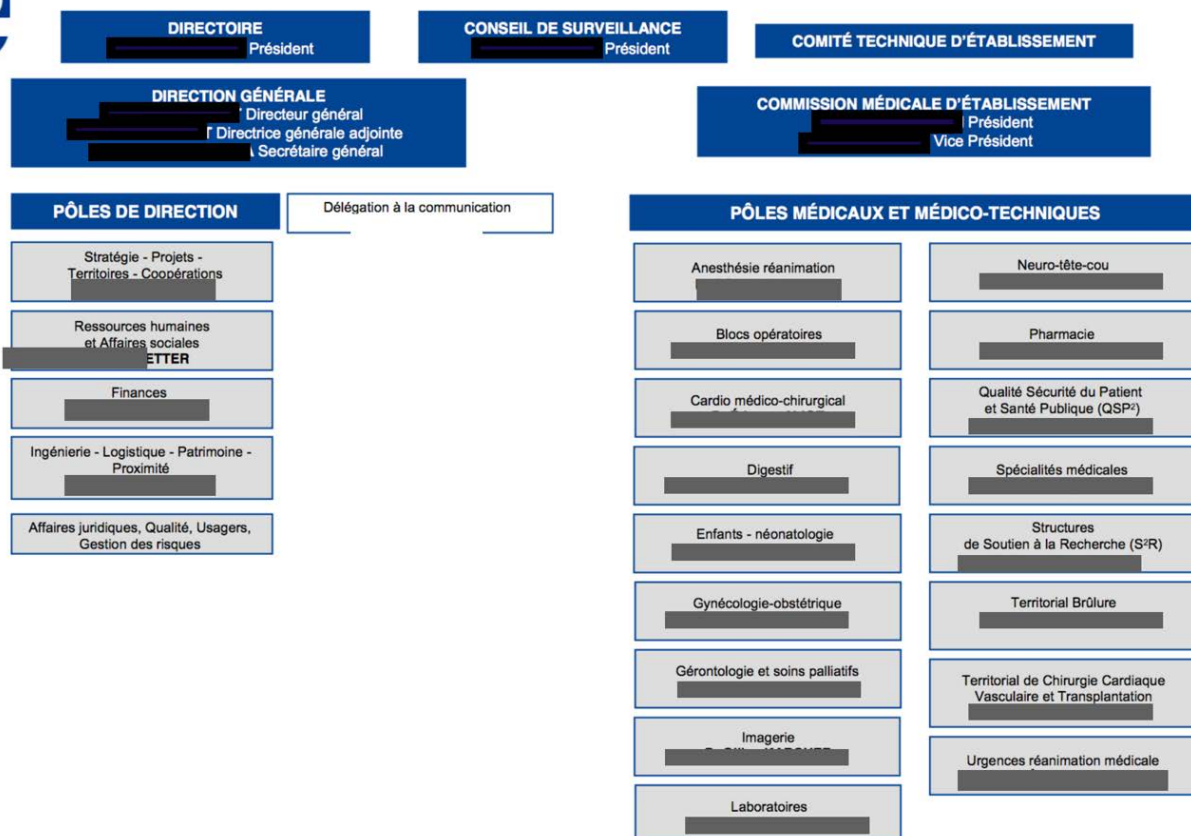 DIRECTOIRE
Président
CONSEIL DE SURVEILLANCE
Président
COMITÉ TECHNIQUE D'ÉTABLISSEMENT
DIRECTION GÉNÉRALE
Directeur général
Directrice générale adjointe
Secrétaire général
COMMISSION MÉDICALE D'ÉTABLISSEMENT
Président
Vice Président
PÔLES DE DIRECTION
Délégation à la communication
Stratégie - Projets -
Territoires - Coopérations
Ressources humaines
et Affaires sociales
ETTER
Finances
Ingénierie - Logistique - Patrimoine -
Proximité
Affaires juridiques, Qualité, Usagers,
Gestion des risques
PÔLES MÉDICAUX ET MÉDICO-TECHNIQUES
Anesthésie réanimation
Blocs opératoires
Cardio médico-chirurgical
Digestif
Enfants - néonatologie
Gynécologie-obstétrique
Gérontologie et soins palliatifs
Imagerie
Laboratoires
Neuro-tête-cou
Pharmacie
Qualité Sécurité du Patient
et Santé Publique (QSP²)
Spécialités médicales
Structures
de Soutien à la Recherche (S²R)
Territorial Brûlure
Territorial de Chirurgie Cardiaque
Vasculaire et Transplantation
Urgences réanimation médicale